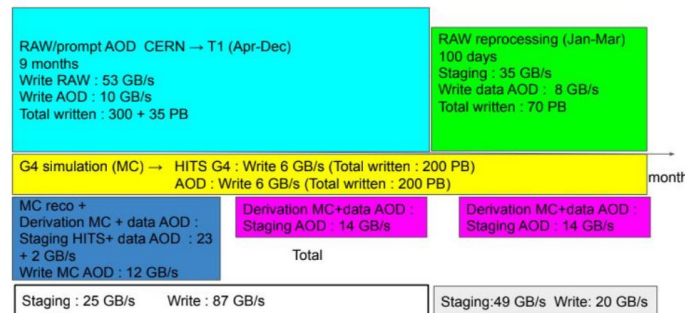 RAW/prompt AOD CERN → T1 (Apr-Dec)
9 months
Write RAW : 53 GB/s
Write AOD : 10 GB/s
Total written : 300 + 35 PB
RAW reprocessing (Jan-Mar)
100 days
Staging : 35 GB/s
Write data AOD : 8 GB/s
Total written : 70 PB
G4 simulation (MC) → HITS G4 : Write 6 GB/s (Total written : 200 PB)
AOD : Write 6 GB/s (Total written : 200 PB)
month
MC reco +
Derivation MC + data AOD :
Staging HITS+ data AOD : 23
+ 2 GB/s
Write MC AOD : 12 GB/s
Derivation MC+data AOD :
Staging AOD : 14 GB/s
Derivation MC+data AOD :
Staging AOD : 14 GB/s
Total
Staging : 25 GB/s Write : 87 GB/s
Staging:49 GB/s Write: 20 GB/s